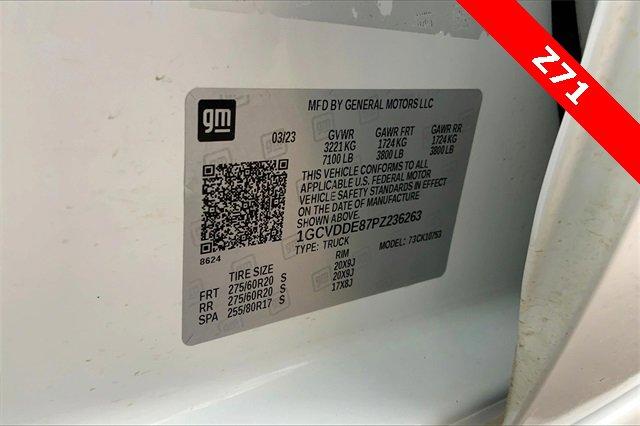 Z71
gm
MFD BY GENERAL MOTORS LLC
03/23 GVWR GAWR FRT GAWR RR
3221 KG 1724 KG 1724 KG
7100 LB 3800 LB 3800 LB
THIS VEHICLE CONFORMS TO ALL
APPLICABLE U.S. FEDERAL MOTOR
VEHICLE SAFETY STANDARDS IN EFFECT
ON THE DATE OF MANUFACTURE
SHOWN ABOVE.
1GCVDDE87PZ236263
TYPE: TRUCK MODEL: 73CK10753
8624
TIRE SIZE RIM
FRT 275/60R20 S 20X9J
RR 275/60R20 S 20X9J
SPA 255/80R17 S 17X8J